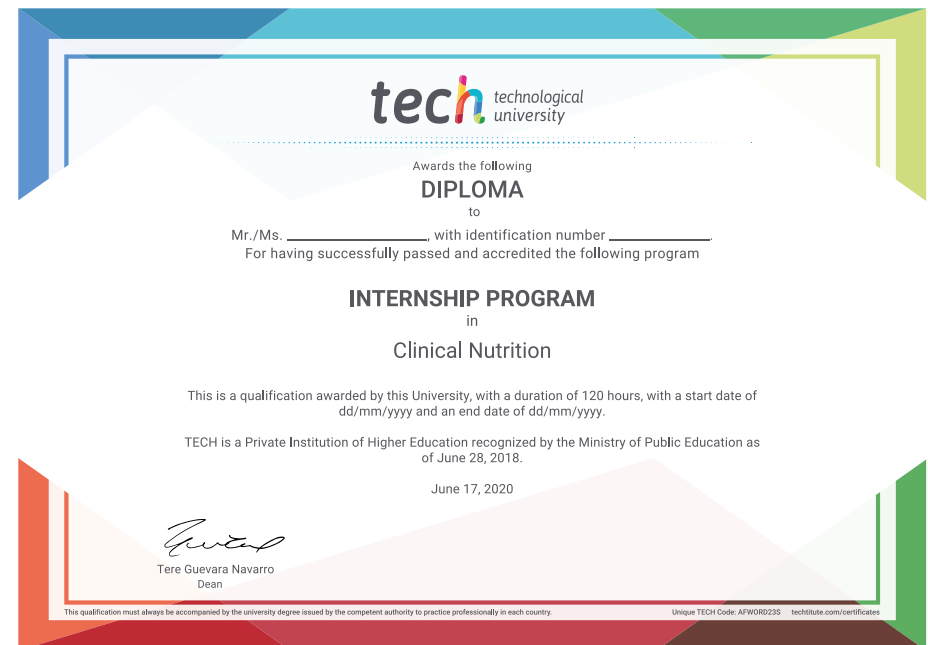 tech technological
university
Awards the following
DIPLOMA
to
Mr./Ms. ____________________, with identification number ______________.
For having successfully passed and accredited the following program
INTERNSHIP PROGRAM
in
Clinical Nutrition
This is a qualification awarded by this University, with a duration of 120 hours, with a start date of
dd/mm/yyyy and an end date of dd/mm/yyyy.
TECH is a Private Institution of Higher Education recognized by the Ministry of Public Education as
of June 28, 2018.
June 17, 2020
Tere Guevara Navarro
Dean
This qualification must always be accompanied by the university degree issued by the competent authority to practice professionally in each country.
Unique TECH Code: AFWORD23S techtitute.com/certificates